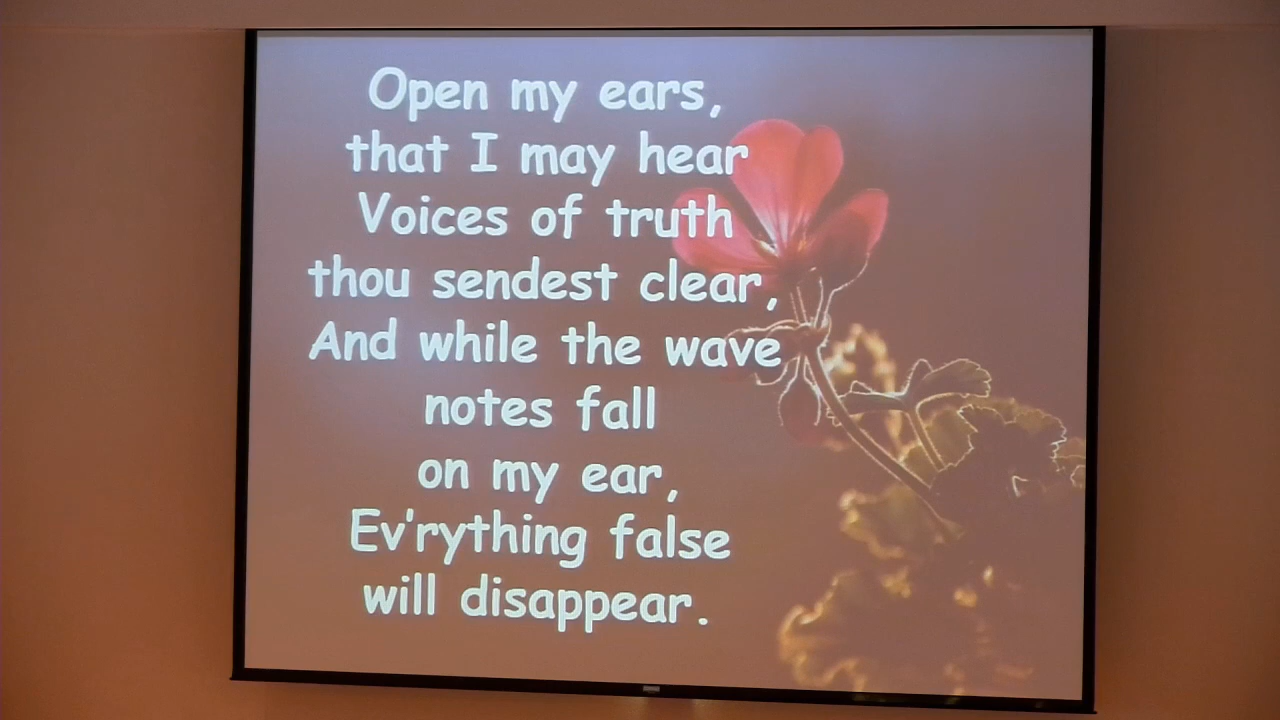 Open my ears,
that I may hear
Voices of truth
thou sendest clear,
And while the wave
notes fall
on my ear,
Ev'rything false
will disappear.